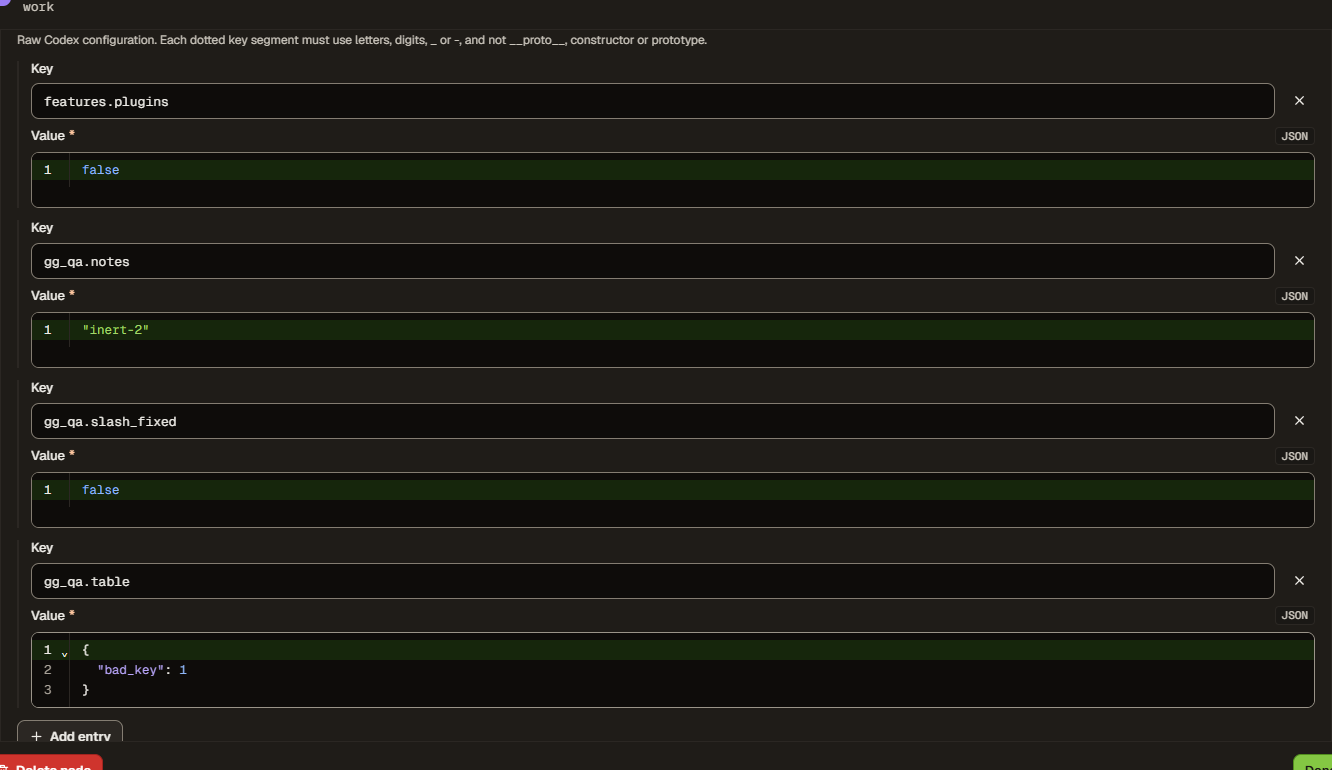 work
Raw Codex configuration. Each dotted key segment must use letters, digits, _ or -, and not __proto__, constructor or prototype.
Key
features.plugins
Value *
JSON
1 false
Key
gg_qa.notes
Value *
JSON
1 "inert-2"
Key
gg_qa.slash_fixed
Value *
JSON
1 false
Key
gg_qa.table
Value *
JSON
1 {
2 "bad_key": 1
3 }
+ Add entry